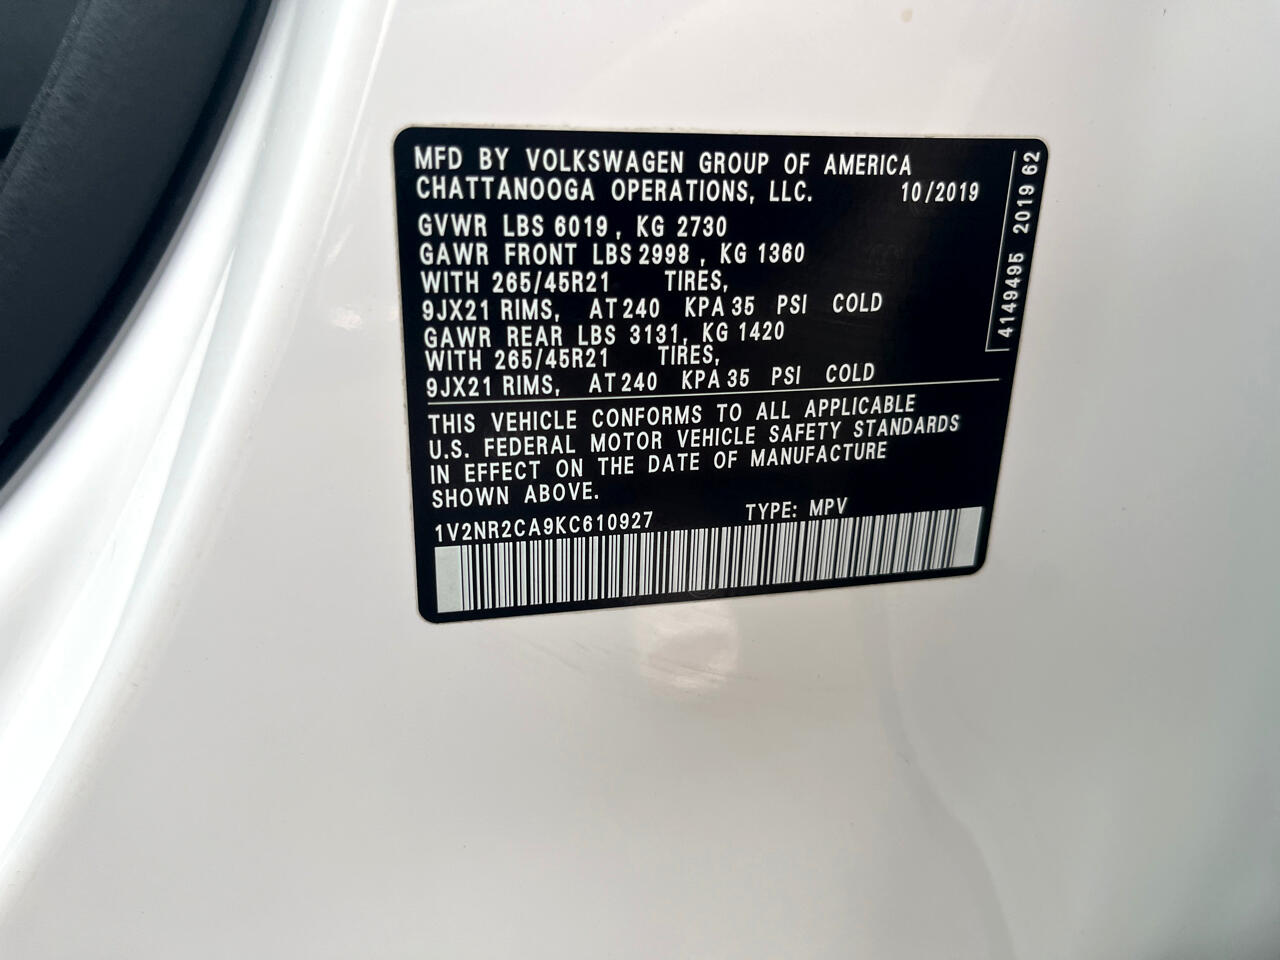 MFD BY VOLKSWAGEN GROUP OF AMERICA
CHATTANOOGA OPERATIONS, LLC. 10/2019
GVWR LBS 6019, KG 2730
GAWR FRONT LBS 2998, KG 1360
WITH 265/45R21 TIRES,
9JX21 RIMS, AT 240 KPA 35 PSI COLD
GAWR REAR LBS 3131, KG 1420
WITH 265/45R21 TIRES,
9JX21 RIMS, AT 240 KPA 35 PSI COLD
THIS VEHICLE CONFORMS TO ALL APPLICABLE
U.S. FEDERAL MOTOR VEHICLE SAFETY STANDARDS
IN EFFECT ON THE DATE OF MANUFACTURE
SHOWN ABOVE.
1V2NR2CA9KC610927 TYPE: MPV
4149495 2019 62